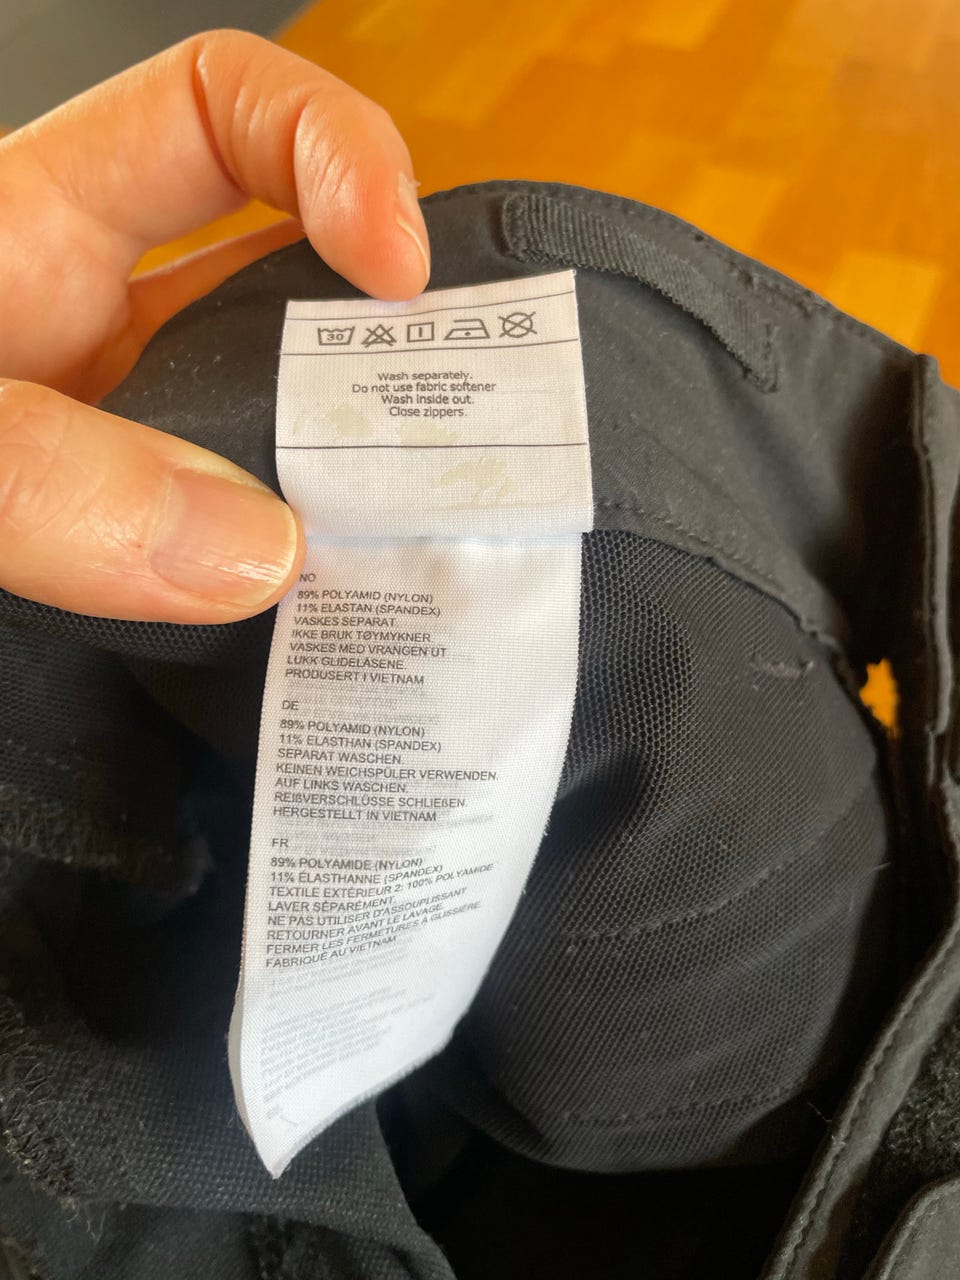 30
Wash separately.
Do not use fabric softener
Wash inside out.
Close zippers.
NO
89% POLYAMID (NYLON)
11% ELASTAN (SPANDEX)
VASKES SEPARAT
IKKE BRUK TØYMYKNER
VASKES MED VRANGEN UT
LUKK GLIDELÅSENE
PRODUSERT I VIETNAM
DE
89% POLYAMID (NYLON)
11% ELASTHAN (SPANDEX)
SEPARAT WASCHEN.
KEINEN WEICHSPÜLER VERWENDEN.
AUF LINKS WASCHEN.
REIßVERSCHLÜSSE SCHLIEßEN.
HERGESTELLT IN VIETNAM
FR
89% POLYAMIDE (NYLON)
11% ÉLASTHANNE (SPANDEX)
TEXTILE EXTÉRIEUR 2: 100% POLYAMIDE
LAVER SÉPARÉMENT.
NE PAS UTILISER D'ASSOUPLISSANT
RETOURNER AVANT LE LAVAGE.
FERMER LES FERMETURES À GLISSIÈRE.
FABRIQUÉ AU VIETNAM